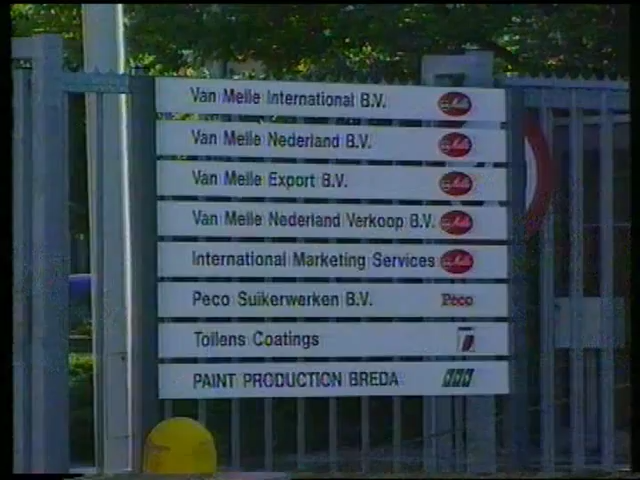 Van Melle International B.V.
Van Melle Nederland B.V.
Van Melle Export B.V.
Van Melle Nederland Verkoop B.V.
International Marketing Services
Peco Suikerwerken B.V. Peco
Tollens Coatings
PAINT PRODUCTION BREDA